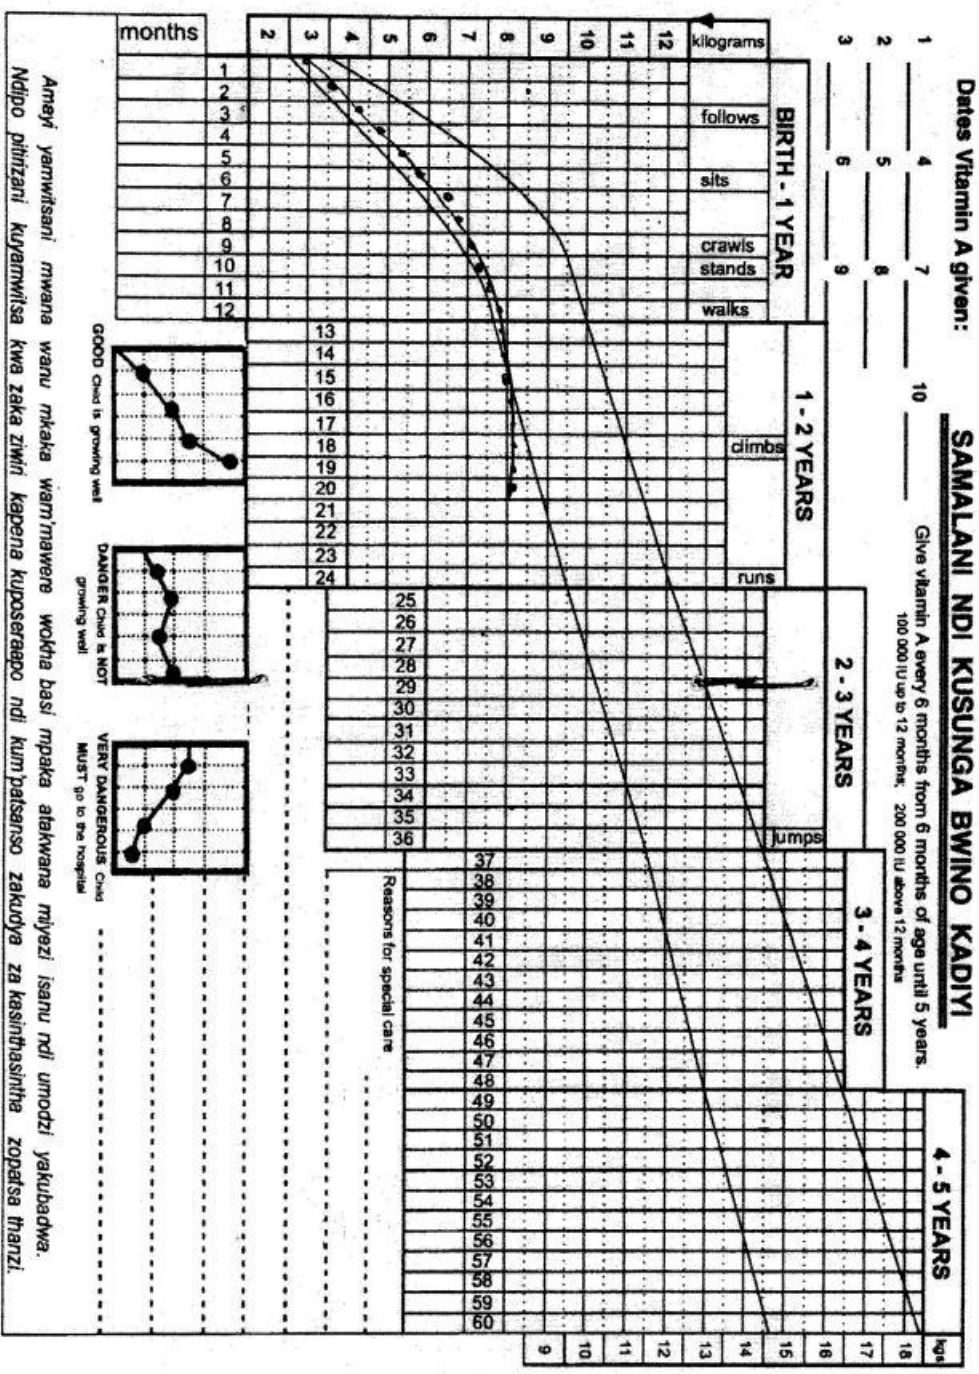 SAMALANI NDI KUSUNGA BWINO KADIYI
Dates Vitamin A given:
1 4 7 10
2 5 8
3 6 9
Give vitamin A every 6 months from 6 months of age until 5 years.
100 000 IU up to 12 months; 200 000 IU above 12 months
BIRTH - 1 YEAR
1 - 2 YEARS
2 - 3 YEARS
3 - 4 YEARS
4 - 5 YEARS
follows
sits
crawls
stands
walks
climbs
runs
jumps
kilograms
12
11
10
9
8
7
6
5
4
3
2
kgs
18
17
16
15
14
13
12
11
10
9
months
1 2 3 4 5 6 7 8 9 10 11 12
13 14 15 16 17 18 19 20 21 22 23 24
25 26 27 28 29 30 31 32 33 34 35 36
37 38 39 40 41 42 43 44 45 46 47 48
49 50 51 52 53 54 55 56 57 58 59 60
Reasons for special care
GOOD Child is growing well
DANGER Child is NOT
growing well
VERY DANGEROUS Child
MUST go to the hospital
Amayi yamwitsani mwana wanu mkaka wam'mawere wokha basi mpaka atakwana miyezi isanu ndi umodzi yakubadwa.
Ndipo pitirizani kuyamwitsa kwa zaka ziwiri kapena kuposeraapo ndi kum'patsanso zakudya za kasinthasintha zopatsa thanzi.